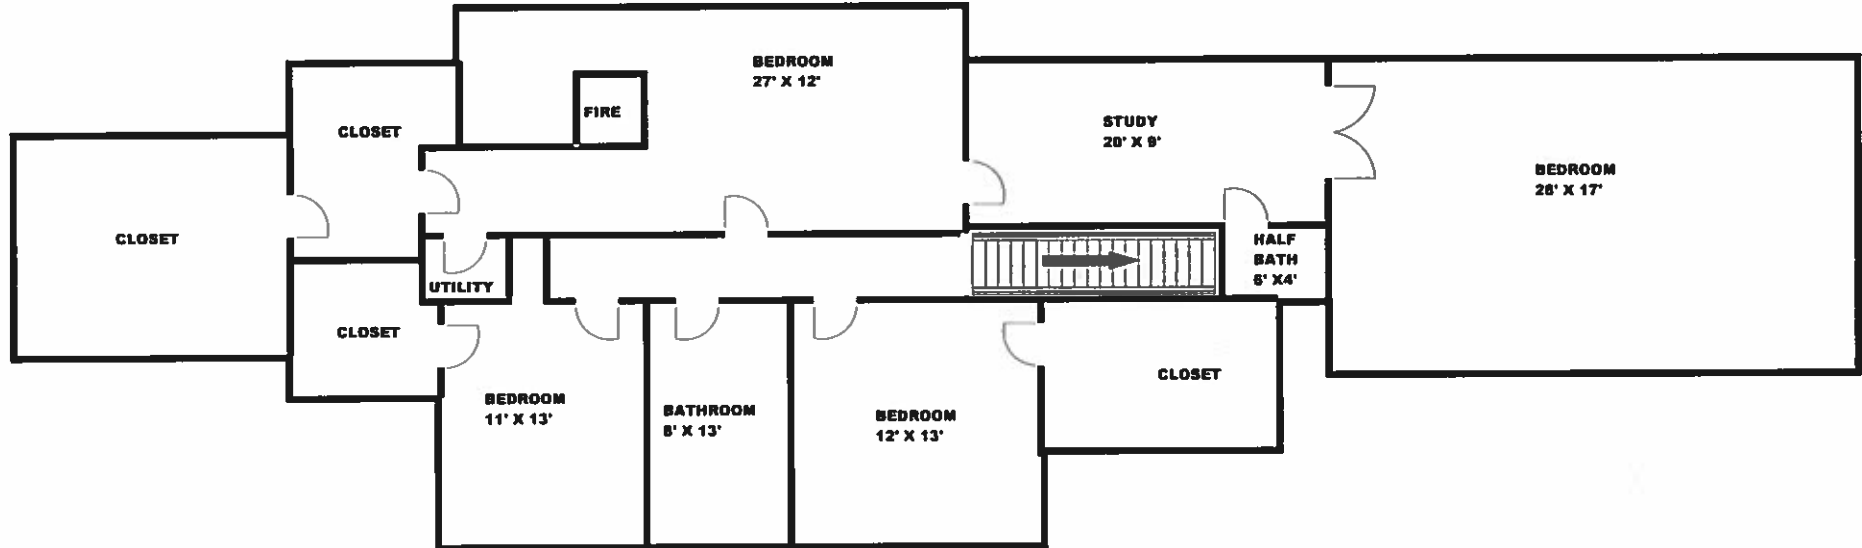 BEDROOM
27' X 12'
FIRE
CLOSET
STUDY
20' X 9'
BEDROOM
26' X 17'
CLOSET
HALF
BATH
6' X4'
UTILITY
CLOSET
CLOSET
BEDROOM
11' X 13'
BATHROOM
8' X 13'
BEDROOM
12' X 13'